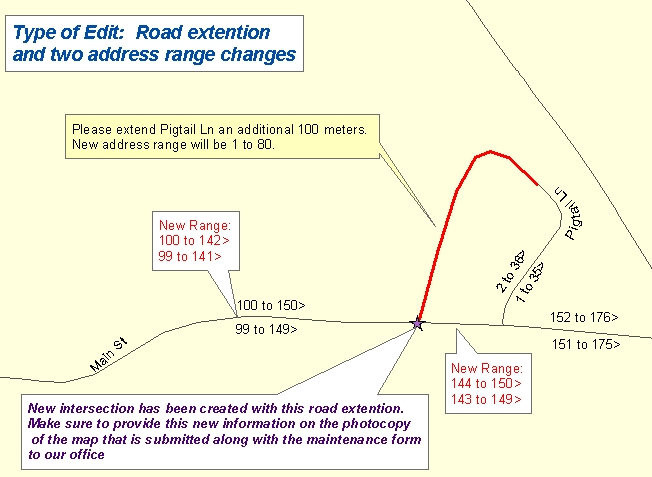 Type of Edit:  Road extention
and two address range changes
Please extend Pigtail Ln an additional 100 meters.
New address range will be 1 to 80.
New Range:
100 to 142>
99 to 141>
Pigtail Ln
2 to 36>
1 to 35>
100 to 150>
99 to 149>
152 to 176>
151 to 175>
Main St
New Range:
144 to 150>
143 to 149>
New intersection has been created with this road extention.
Make sure to provide this new information on the photocopy
of the map that is submitted along with the maintenance form
to our office